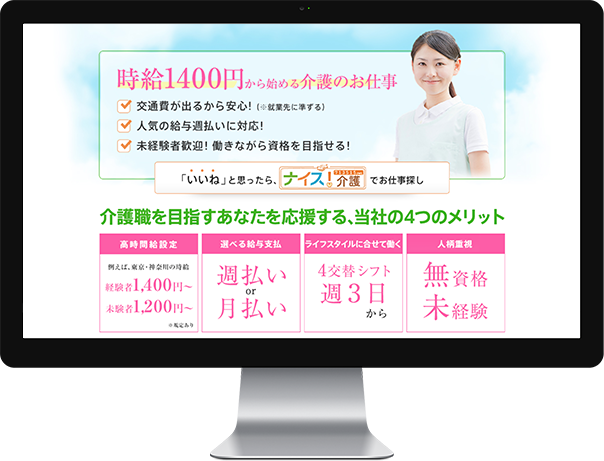 時給1400円から始める介護のお仕事
交通費が出るから安心!(※就業先に準ずる)
人気の給与週払いに対応!
未経験者歓迎!働きながら資格を目指せる!
「いいね」と思ったら、ナイス!介護でお仕事探し
介護職を目指すあなたを応援する、当社の4つのメリット
高時間給設定
例えば、東京・神奈川の時給
経験者1,400円～
未験者1,200円～
※規定あり
選べる給与支払
週払い
or
月払い
ライフスタイルに合せて働く
4交替シフト
週3日
から
人柄重視
無資格
未経験